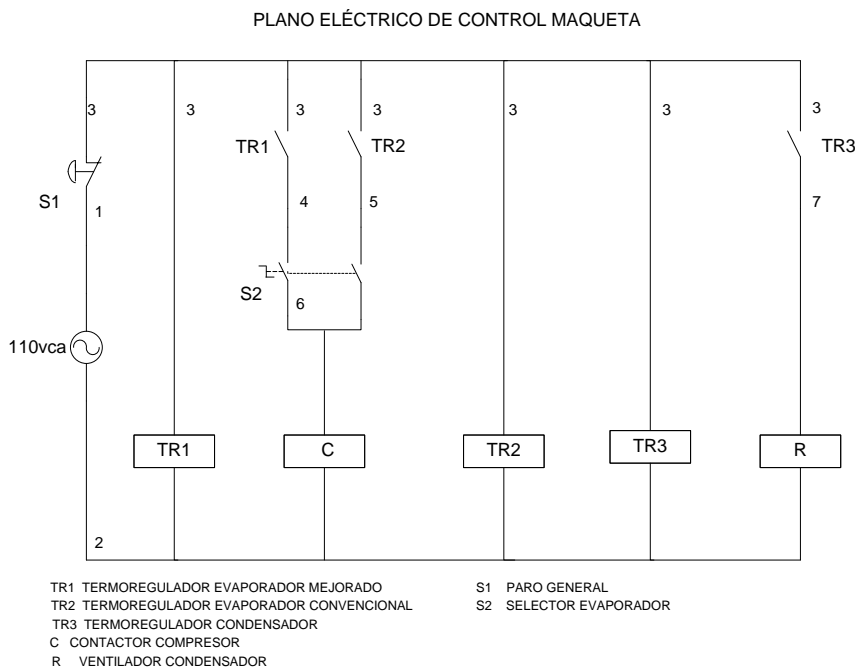 PLANO ELÉCTRICO DE CONTROL MAQUETA
3 3 3 3 3 3 3
TR1 TR2 TR3
S1 1 4 5 7
S2 6
110vca
TR1 C TR2 TR3 R
2
TR1 TERMOREGULADOR EVAPORADOR MEJORADO
TR2 TERMOREGULADOR EVAPORADOR CONVENCIONAL
TR3 TERMOREGULADOR CONDENSADOR
C CONTACTOR COMPRESOR
R VENTILADOR CONDENSADOR
S1 PARO GENERAL
S2 SELECTOR EVAPORADOR